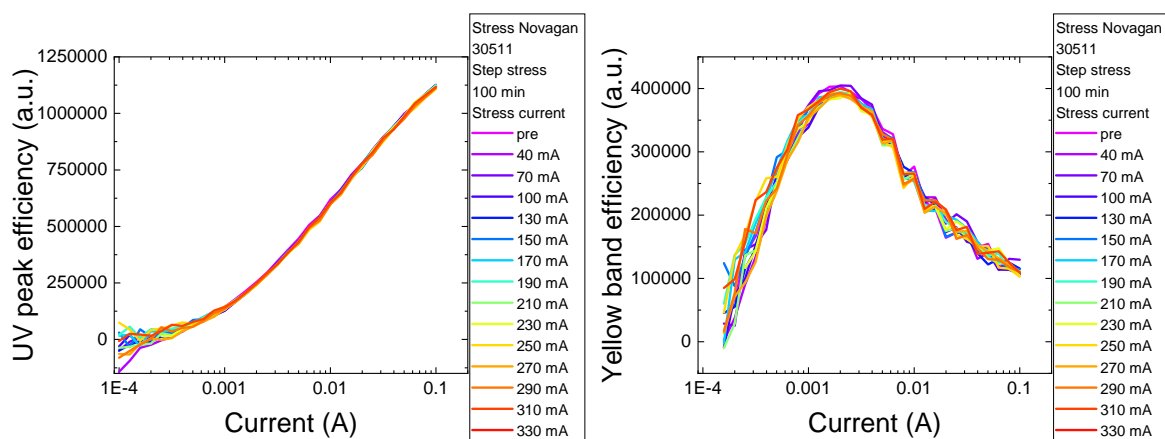 UV peak efficiency (a.u.)
1250000
1000000
750000
500000
250000
0
1E-4
0.001
0.01
0.1
Current (A)
Stress Novagan
30511
Step stress
100 min
Stress current
pre
40 mA
70 mA
100 mA
130 mA
150 mA
170 mA
190 mA
210 mA
230 mA
250 mA
270 mA
290 mA
310 mA
330 mA
Yellow band efficiency (a.u.)
400000
300000
200000
100000
0
1E-4
0.001
0.01
0.1
Current (A)
Stress Novagan
30511
Step stress
100 min
Stress current
pre
40 mA
70 mA
100 mA
130 mA
150 mA
170 mA
190 mA
210 mA
230 mA
250 mA
270 mA
290 mA
310 mA
330 mA